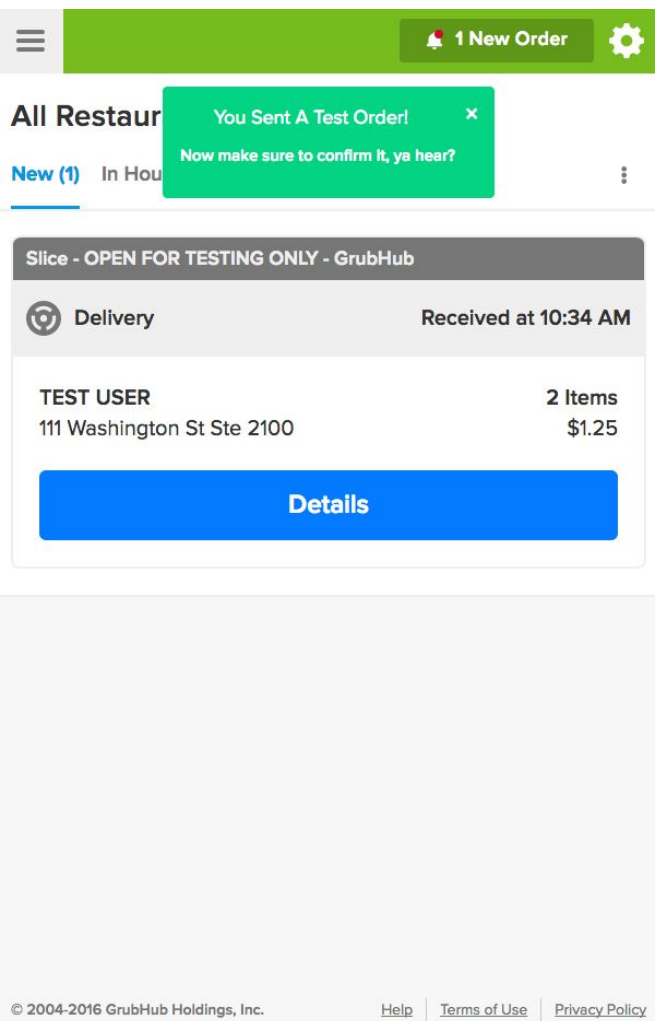 1 New Order
All Restaur
You Sent A Test Order! ×
Now make sure to confirm it, ya hear?
New (1) In Hou
Slice - OPEN FOR TESTING ONLY - GrubHub
Delivery Received at 10:34 AM
TEST USER 2 Items
111 Washington St Ste 2100 $1.25
Details
© 2004-2016 GrubHub Holdings, Inc. Help Terms of Use Privacy Policy